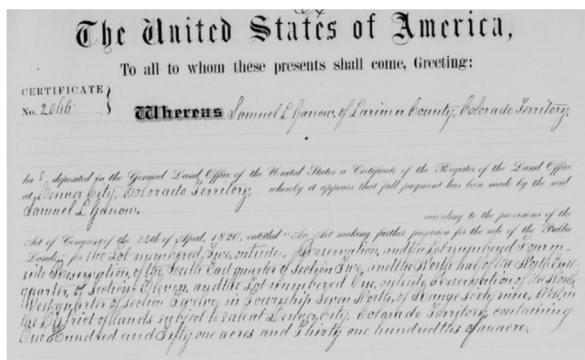 The United States of America,
To all to whom these presents shall come, Greeting:
CERTIFICATE
No. 2066
Whereas Samuel L Ganow, of Larimer County, Colorado Territory,
ha s deposited in the General Land Office of the United States a Certificate of the Register of the Land Office
at Denver City, Colorado Territory, whereby it appears that full payment has been made by the said
Samuel L Ganow.
according to the provisions of the
Act of Congress of the 24th of April, 1820, entitled "An Act making further provision for the sale of the Public
Lands," for the Lot numbered Five, outside Reservation, and the Lot numbered Four in-
side Reservation, of the South East quarter of Section Two, and the North half of the North East
quarter, of Section Eleven, and the Lot numbered One, outside Reservation of the North
West quarter of section Twelve in Township Seven North, of Range Sixty nine, West, in
the District of Lands subject to sale at Denver City, Colorado Territory, containing
One Hundred and Fifty one acres and Thirty one hundredths of an acre.